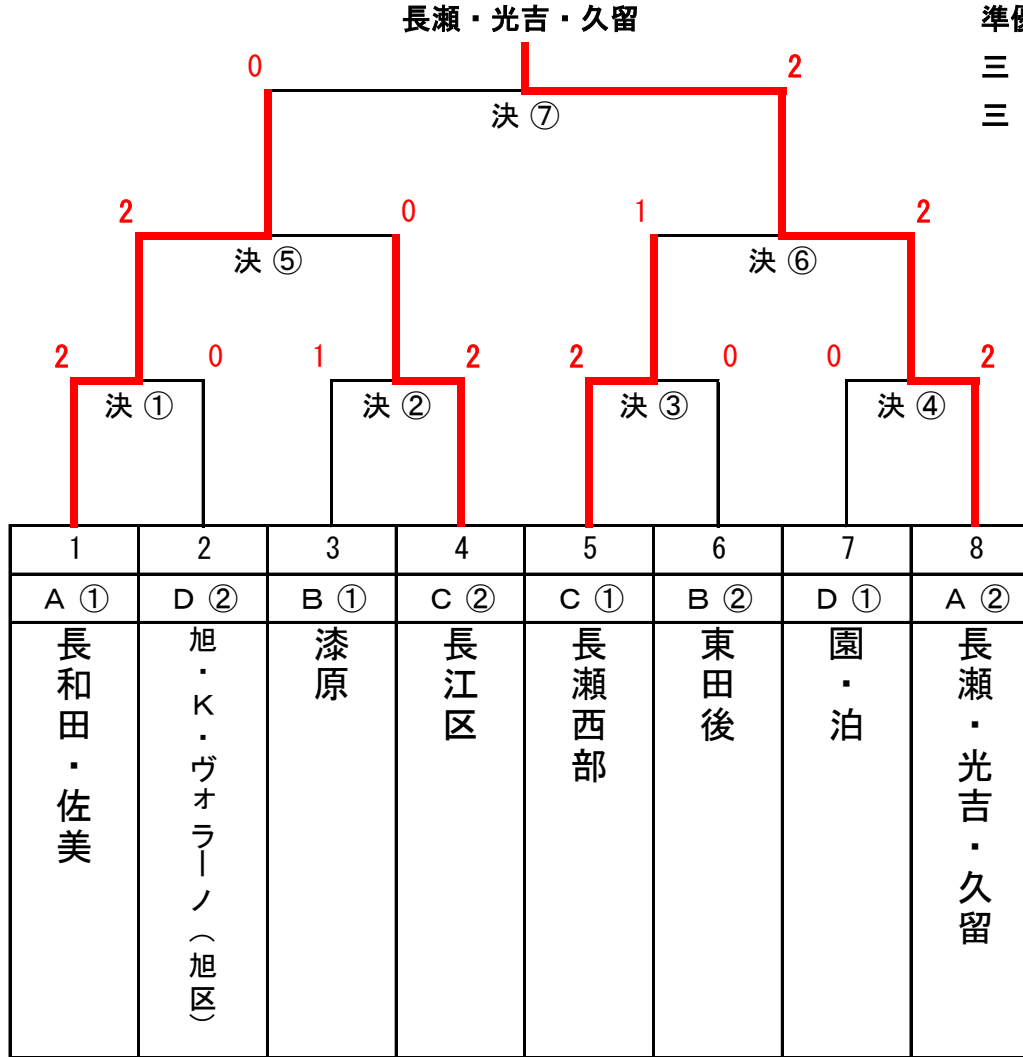 長瀬・光吉・久留
準優
三
三
0 2
決 ⑦
2 0 1 2
決 ⑤ 決 ⑥
2 0 1 2 2 0 0 2
決 ① 決 ② 決 ③ 決 ④
1 2 3 4 5 6 7 8
A ① D ② B ① C ② C ① B ② D ① A ②
長和田・佐美
旭・K・ヴォラーノ(旭区)
漆原
長江区
長瀬西部
東田後
園・泊
長瀬・光吉・久留